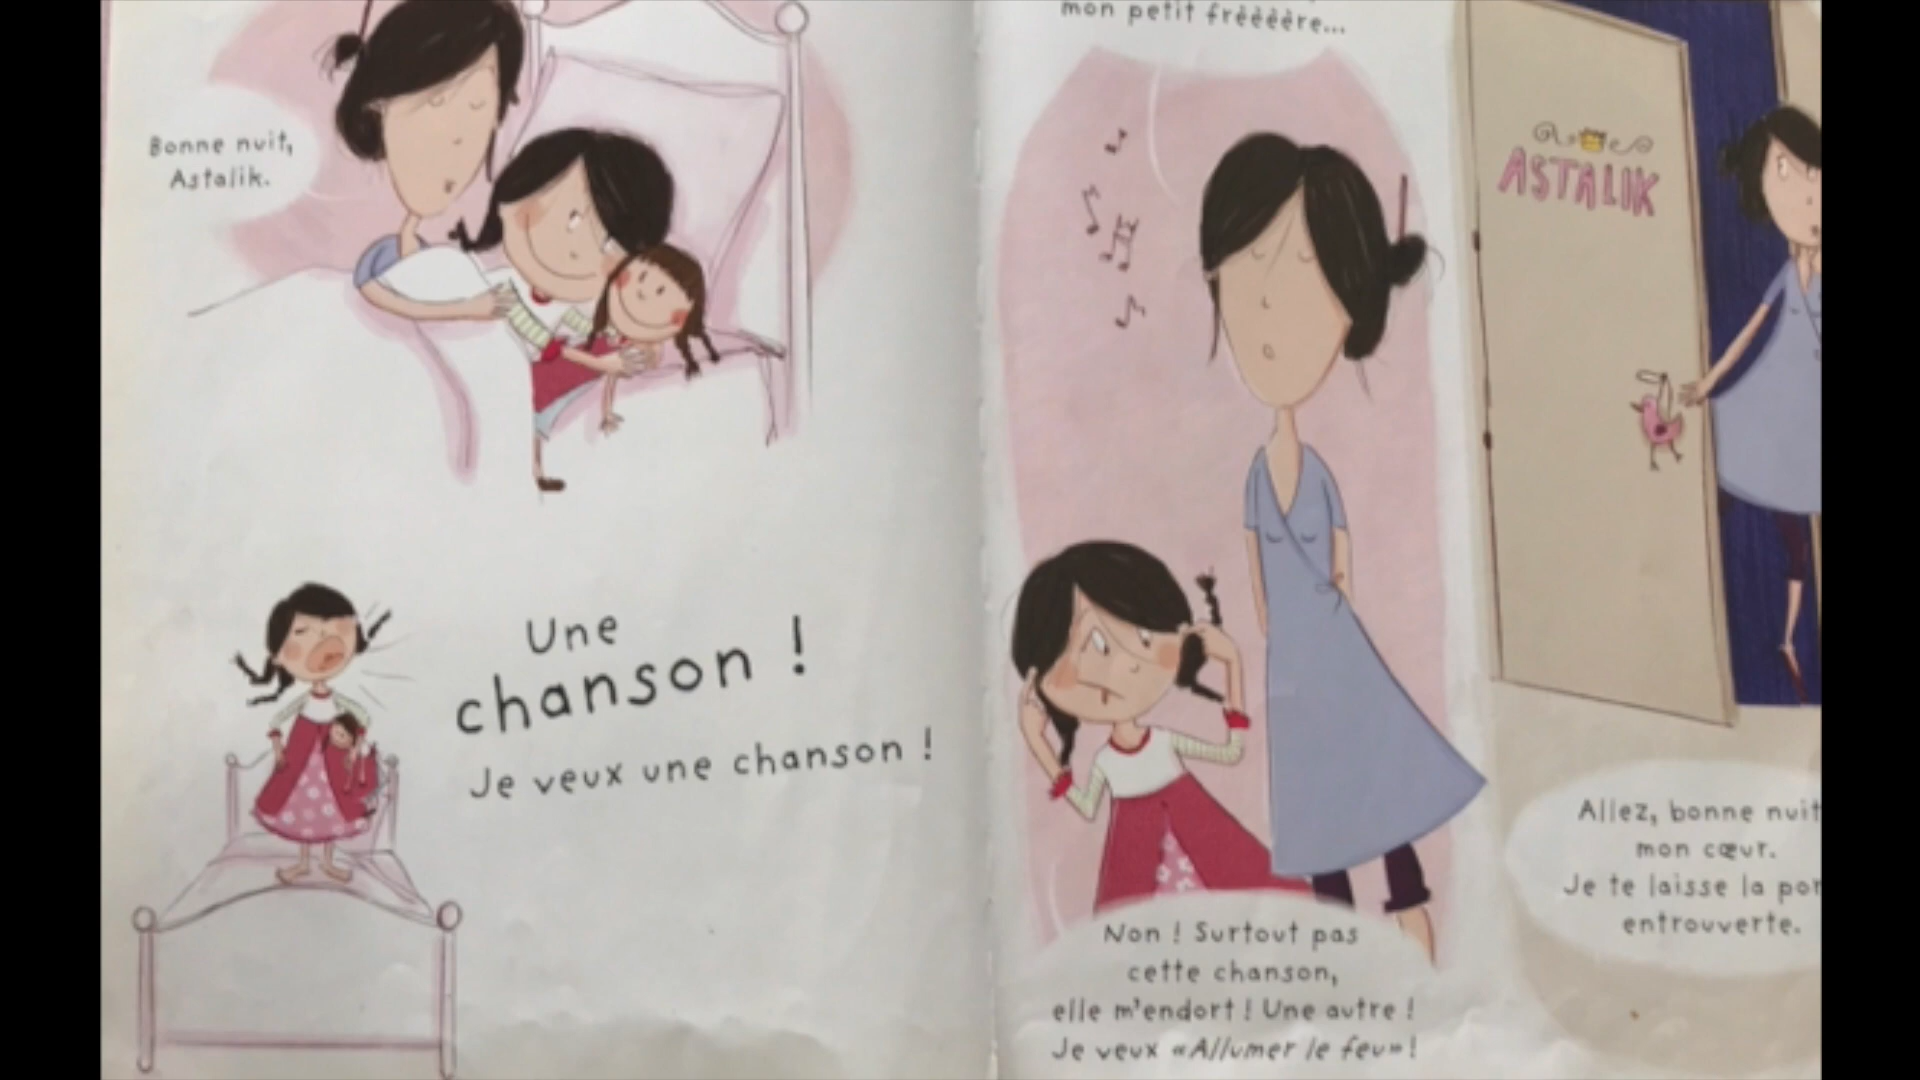 Bonne nuit,
Astalik.
Une
chanson !
Je veux une chanson !
mon petit frèèèère...
Non ! Surtout pas
cette chanson,
elle m'endort ! Une autre !
Je veux «Allumer le feu» !
ASTALIK
Allez, bonne nuit
mon cœur.
Je te laisse la
entrouverte.